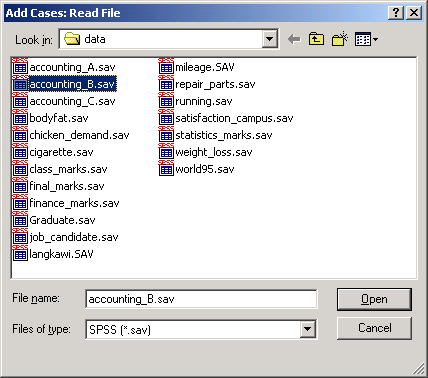 Add Cases: Read File
Look in: data
accounting_A.sav
accounting_B.sav
accounting_C.sav
bodyfat.sav
chicken_demand.sav
cigarette.sav
class_marks.sav
final_marks.sav
finance_marks.sav
Graduate.sav
job_candidate.sav
langkawi.SAV
mileage.SAV
repair_parts.sav
running.sav
satisfaction_campus.sav
statistics_marks.sav
weight_loss.sav
world95.sav
File name: accounting_B.sav Open
Files of type: SPSS (*.sav) Cancel